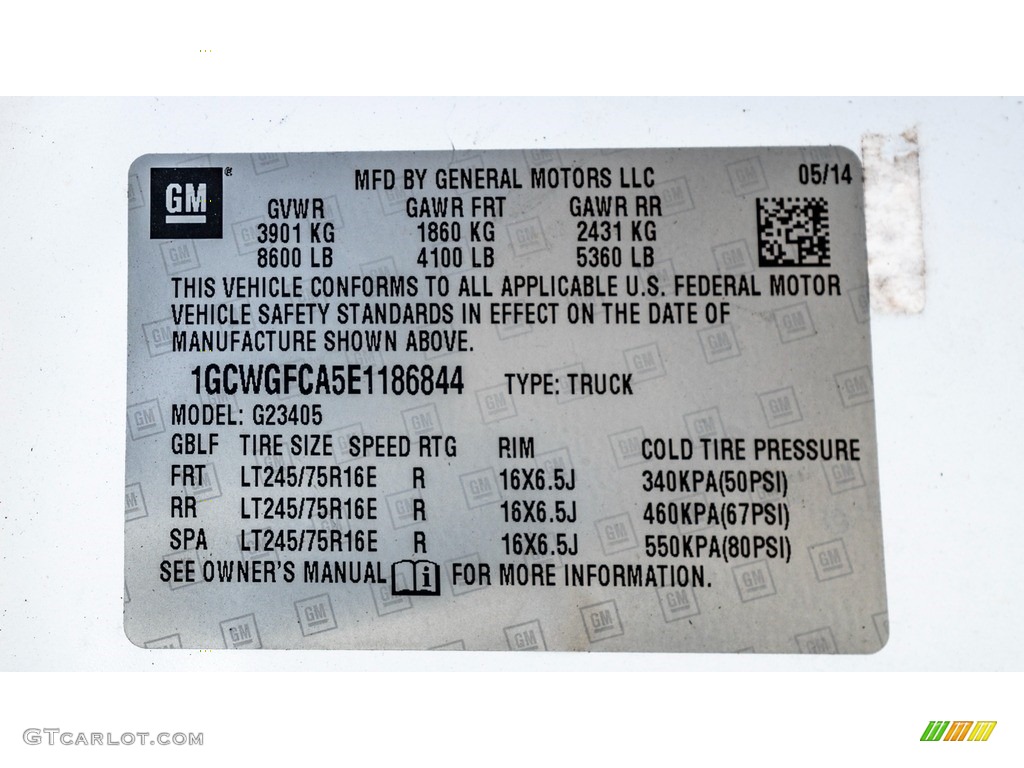 GM ® MFD BY GENERAL MOTORS LLC 05/14
GVWR GAWR FRT GAWR RR
3901 KG 1860 KG 2431 KG
8600 LB 4100 LB 5360 LB
THIS VEHICLE CONFORMS TO ALL APPLICABLE U.S. FEDERAL MOTOR
VEHICLE SAFETY STANDARDS IN EFFECT ON THE DATE OF
MANUFACTURE SHOWN ABOVE.
1GCWGFCA5E1186844 TYPE: TRUCK
MODEL: G23405
GBLF TIRE SIZE SPEED RTG RIM COLD TIRE PRESSURE
FRT LT245/75R16E R 16X6.5J 340KPA(50PSI)
RR LT245/75R16E R 16X6.5J 460KPA(67PSI)
SPA LT245/75R16E R 16X6.5J 550KPA(80PSI)
SEE OWNER'S MANUAL i FOR MORE INFORMATION.
GTCARLOT.COM